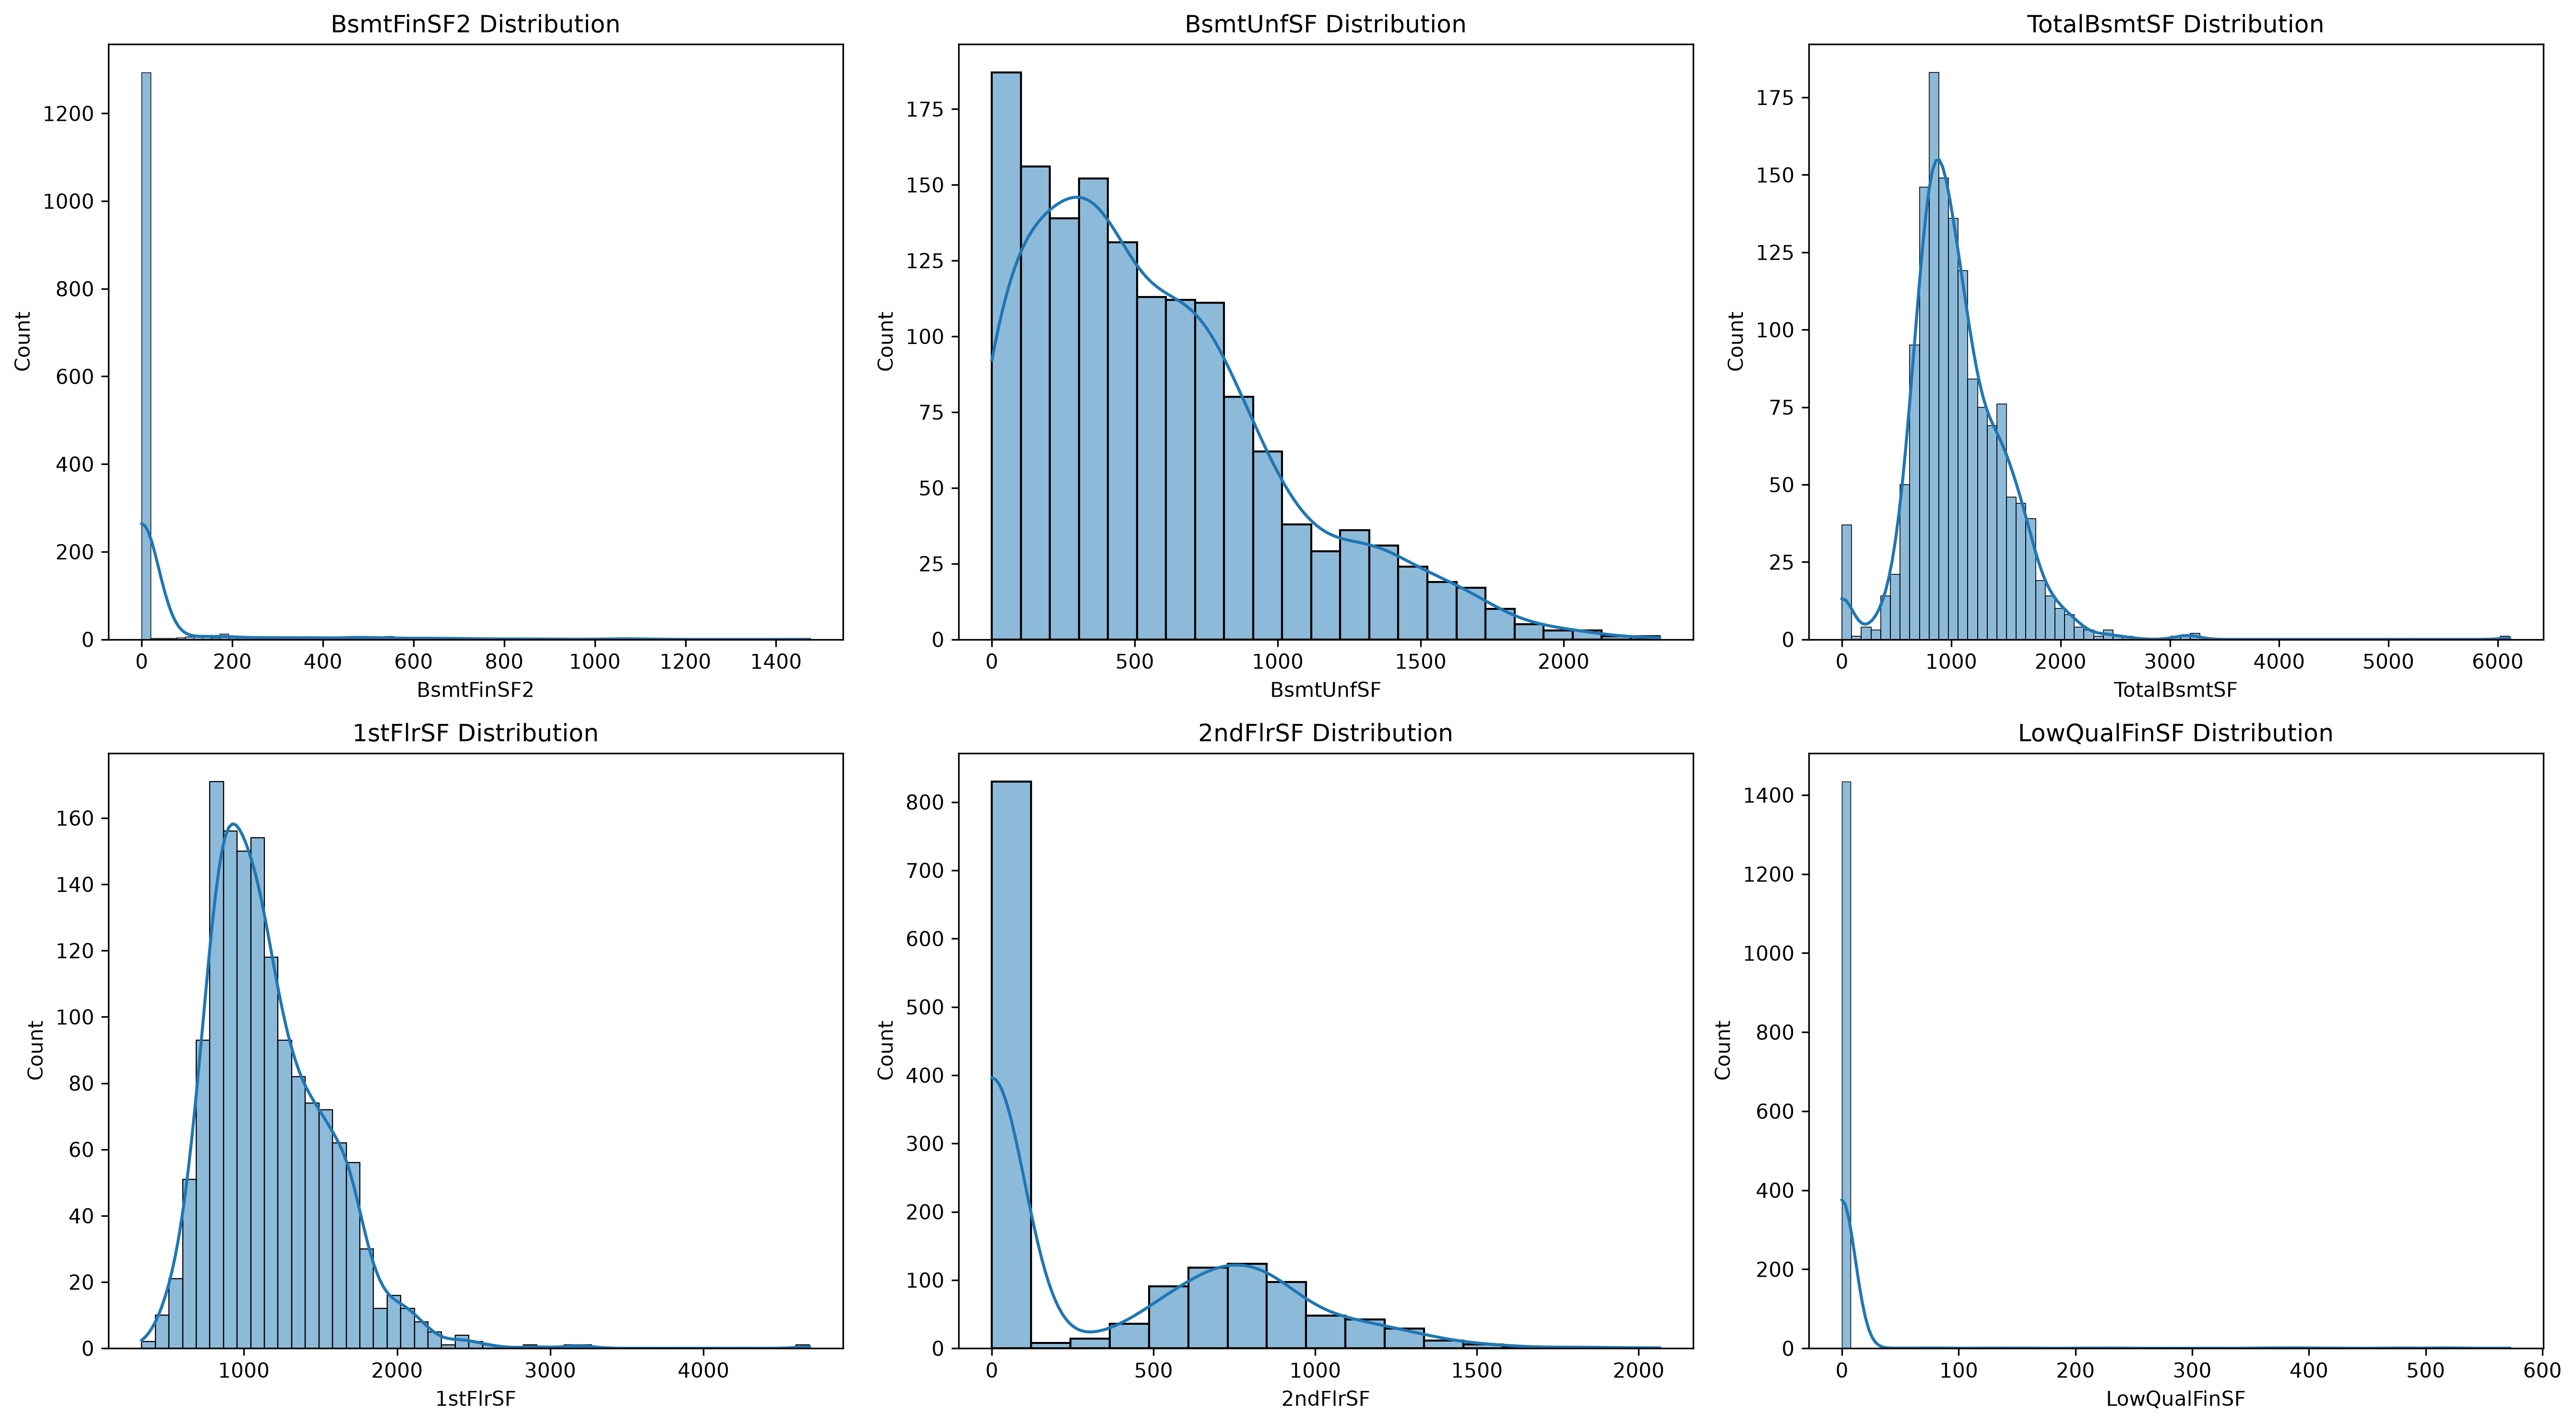 BsmtFinSF2 Distribution
Count
1200
1000
800
600
400
200
0
0 200 400 600 800 1000 1200 1400
BsmtFinSF2
BsmtUnfSF Distribution
Count
175
150
125
100
75
50
25
0
0 500 1000 1500 2000
BsmtUnfSF
TotalBsmtSF Distribution
Count
175
150
125
100
75
50
25
0
0 1000 2000 3000 4000 5000 6000
TotalBsmtSF
1stFlrSF Distribution
Count
160
140
120
100
80
60
40
20
0
1000 2000 3000 4000
1stFlrSF
2ndFlrSF Distribution
Count
800
700
600
500
400
300
200
100
0
0 500 1000 1500 2000
2ndFlrSF
LowQualFinSF Distribution
Count
1400
1200
1000
800
600
400
200
0
0 100 200 300 400 500 600
LowQualFinSF